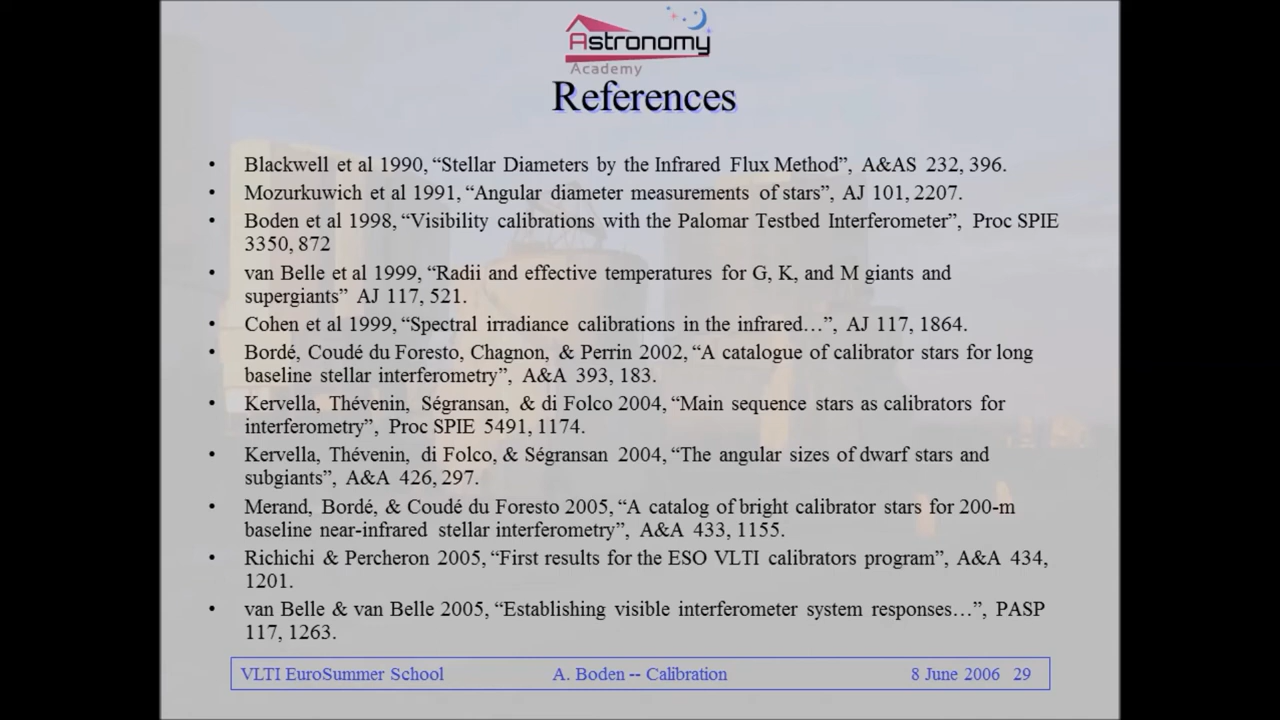 Astronomy
Academy
References
• Blackwell et al 1990, “Stellar Diameters by the Infrared Flux Method”, A&AS 232, 396.
• Mozurkuwich et al 1991, “Angular diameter measurements of stars”, AJ 101, 2207.
• Boden et al 1998, “Visibility calibrations with the Palomar Testbed Interferometer”, Proc SPIE
3350, 872
• van Belle et al 1999, “Radii and effective temperatures for G, K, and M giants and
supergiants” AJ 117, 521.
• Cohen et al 1999, “Spectral irradiance calibrations in the infrared…”, AJ 117, 1864.
• Bordé, Coudé du Foresto, Chagnon, & Perrin 2002, “A catalogue of calibrator stars for long
baseline stellar interferometry”, A&A 393, 183.
• Kervella, Thévenin, Ségransan, & di Folco 2004, “Main sequence stars as calibrators for
interferometry”, Proc SPIE 5491, 1174.
• Kervella, Thévenin, di Folco, & Ségransan 2004, “The angular sizes of dwarf stars and
subgiants”, A&A 426, 297.
• Merand, Bordé, & Coudé du Foresto 2005, “A catalog of bright calibrator stars for 200-m
baseline near-infrared stellar interferometry”, A&A 433, 1155.
• Richichi & Percheron 2005, “First results for the ESO VLTI calibrators program”, A&A 434,
1201.
• van Belle & van Belle 2005, “Establishing visible interferometer system responses…”, PASP
117, 1263.
VLTI EuroSummer School A. Boden -- Calibration 8 June 2006 29